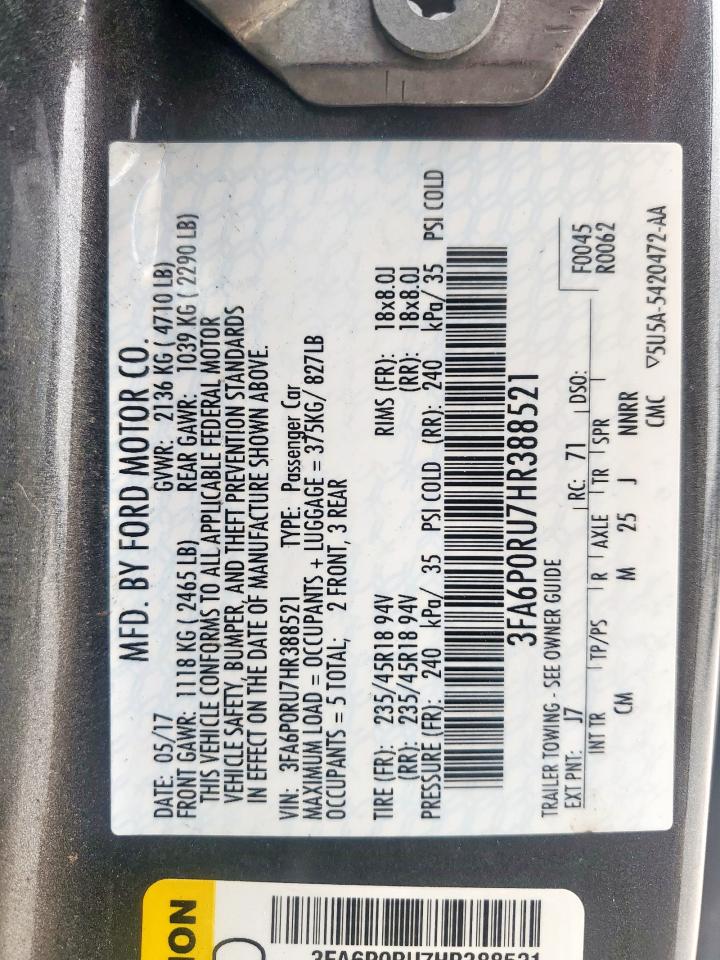 MFD. BY FORD MOTOR CO.
DATE: 05/17 GVWR: 2136 KG ( 4710 LB)
FRONT GAWR: 1118 KG ( 2465 LB) REAR GAWR: 1039 KG ( 2290 LB)
THIS VEHICLE CONFORMS TO ALL APPLICABLE FEDERAL MOTOR
VEHICLE SAFETY, BUMPER, AND THEFT PREVENTION STANDARDS
IN EFFECT ON THE DATE OF MANUFACTURE SHOWN ABOVE.
VIN: 3FA6P0RU7HR388521 TYPE: Passenger Car
MAXIMUM LOAD = OCCUPANTS + LUGGAGE = 375KG/ 827LB
OCCUPANTS = 5 TOTAL; 2 FRONT, 3 REAR
TIRE (FR): 235/45R18 94V RIMS (FR): 18x8.0J
(RR): 235/45R18 94V (RR): 18x8.0J
PRESSURE (FR): 240 kPa/ 35 PSI COLD (RR): 240 kPa/ 35 PSI COLD
3FA6P0RU7HR388521
TRAILER TOWING - SEE OWNER GUIDE F0045
EXT PNT: J7 RC: 71 DSO: R0062
INT TR TP/PS R AXLE TR SPR
CM M 25 J NNRR
CMC ▽5U5A-5420472-AA
3FA6P0RU7HR388521